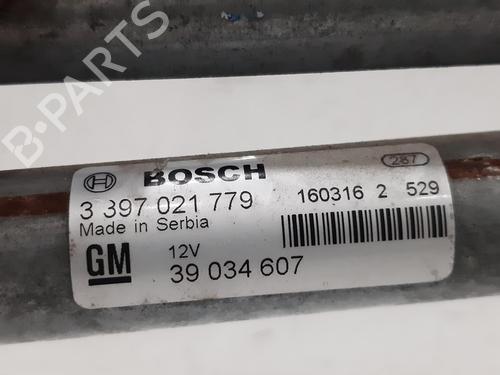 B-PARTS
BOSCH
287
3 397 021 779
160316 2 529
Made in Serbia
GM
12V
39 034 607